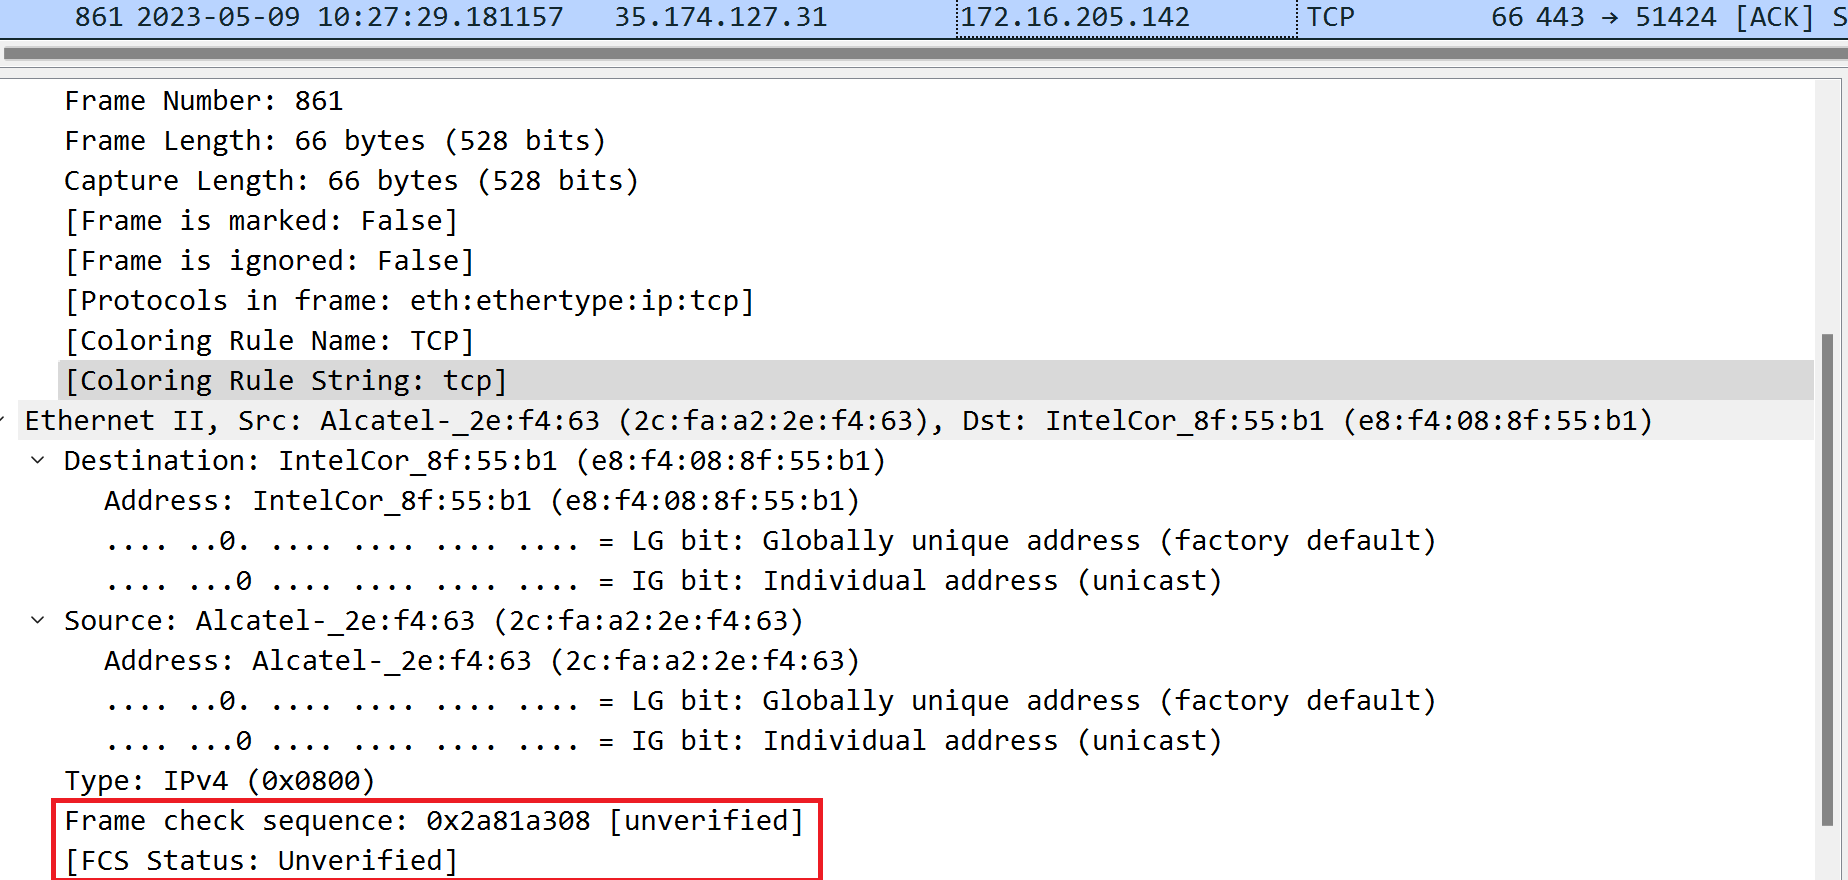 861 2023-05-09 10:27:29.181157 35.174.127.31 172.16.205.142 TCP 66 443 → 51424 [ACK] S
Frame Number: 861
Frame Length: 66 bytes (528 bits)
Capture Length: 66 bytes (528 bits)
[Frame is marked: False]
[Frame is ignored: False]
[Protocols in frame: eth:ethertype:ip:tcp]
[Coloring Rule Name: TCP]
[Coloring Rule String: tcp]
Ethernet II, Src: Alcatel-_2e:f4:63 (2c:fa:a2:2e:f4:63), Dst: IntelCor_8f:55:b1 (e8:f4:08:8f:55:b1)
Destination: IntelCor_8f:55:b1 (e8:f4:08:8f:55:b1)
Address: IntelCor_8f:55:b1 (e8:f4:08:8f:55:b1)
.... ..0. .... .... .... .... = LG bit: Globally unique address (factory default)
.... ...0 .... .... .... .... = IG bit: Individual address (unicast)
Source: Alcatel-_2e:f4:63 (2c:fa:a2:2e:f4:63)
Address: Alcatel-_2e:f4:63 (2c:fa:a2:2e:f4:63)
.... ..0. .... .... .... .... = LG bit: Globally unique address (factory default)
.... ...0 .... .... .... .... = IG bit: Individual address (unicast)
Type: IPv4 (0x0800)
Frame check sequence: 0x2a81a308 [unverified]
[FCS Status: Unverified]